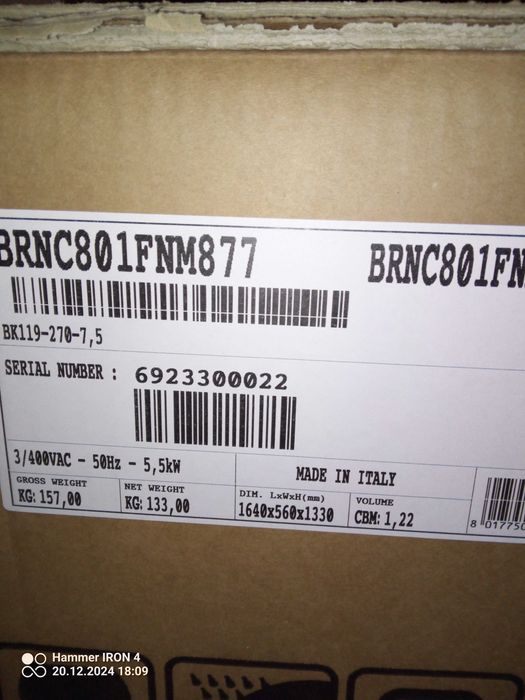 BRNC801FNM877
BRNC801FN
BK119-270-7,5
SERIAL NUMBER : 6923300022
3/400VAC - 50Hz - 5,5kW
MADE IN ITALY
GROSS WEIGHT
KG: 157,00
NET WEIGHT
KG: 133,00
DIM. LxWxH(mm)
1640x560x1330
VOLUME
CBM: 1,22
8 017750
Hammer IRON 4
20.12.2024 18:09